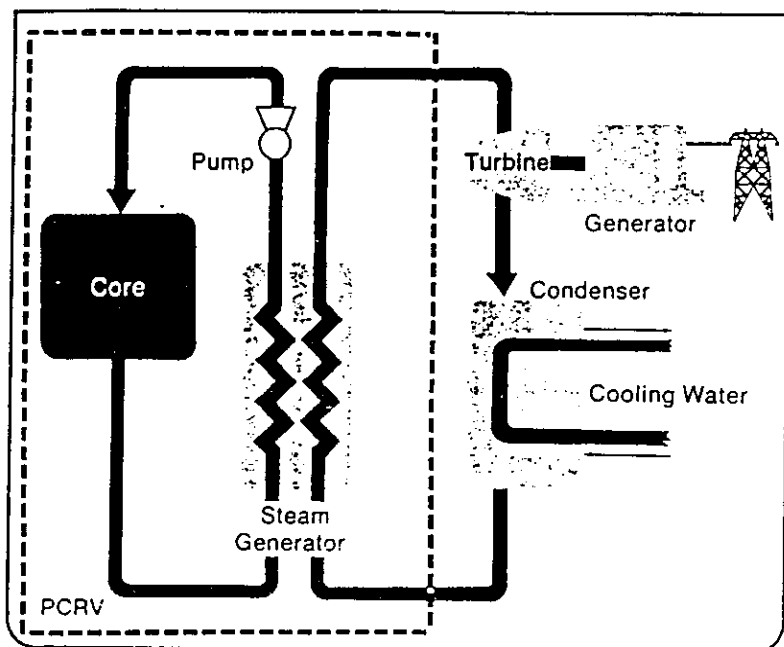 Pump
Turbine
Generator
Core
Condenser
Cooling Water
Steam
Generator
PCRV